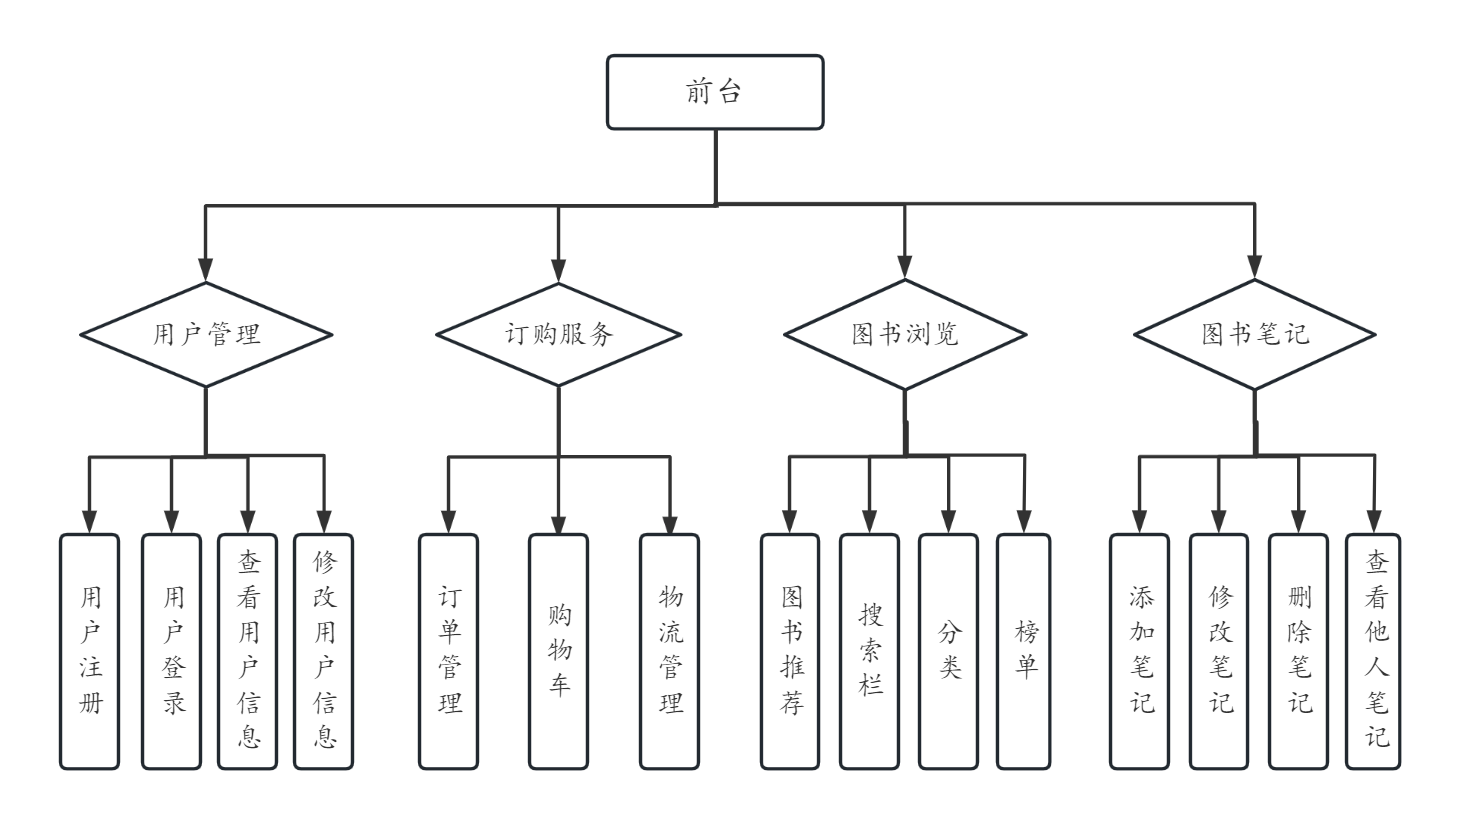 前台
用户管理
订购服务
图书浏览
图书笔记
用户注册
用户登录
查看用户信息
修改用户信息
订单管理
购物车
物流管理
图书推荐
搜索栏
分类
榜单
添加笔记
修改笔记
删除笔记
查看他人笔记